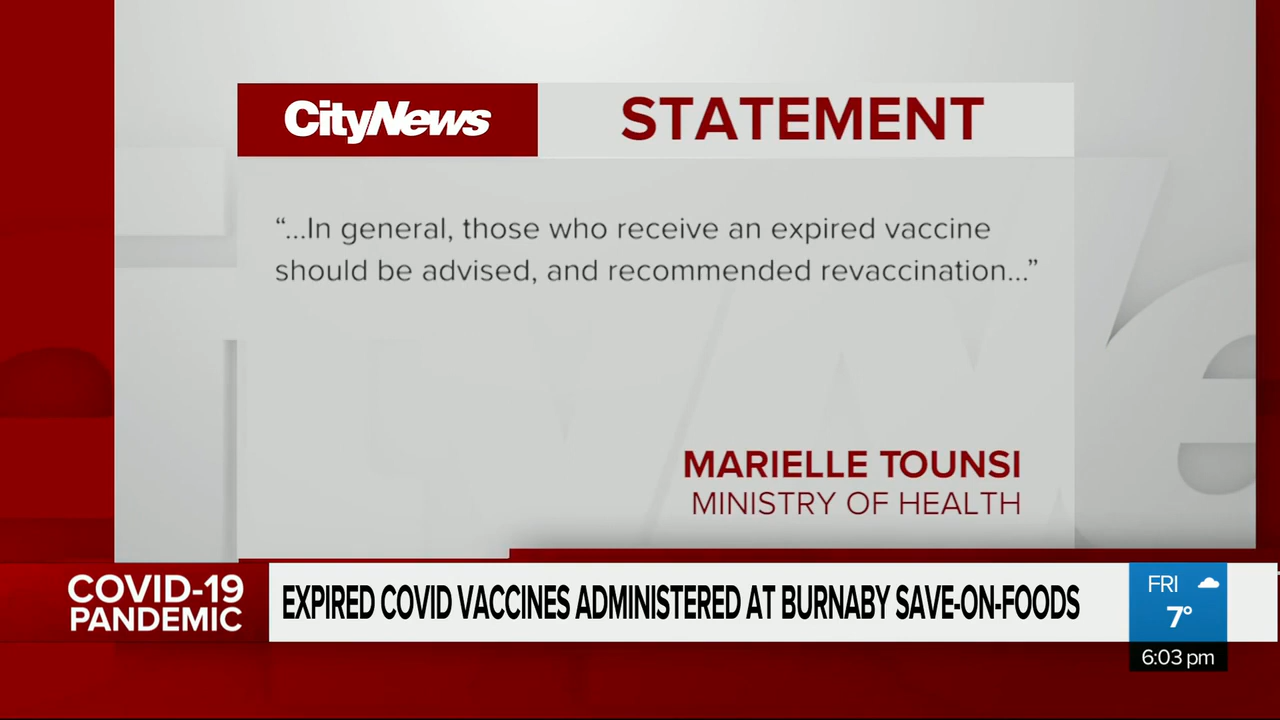 CityNews
STATEMENT
“...In general, those who receive an expired vaccine
should be advised, and recommended revaccination...”
MARIELLE TOUNSI
MINISTRY OF HEALTH
COVID-19
PANDEMIC
EXPIRED COVID VACCINES ADMINISTERED AT BURNABY SAVE-ON-FOODS
FRI
7°
6:03 pm